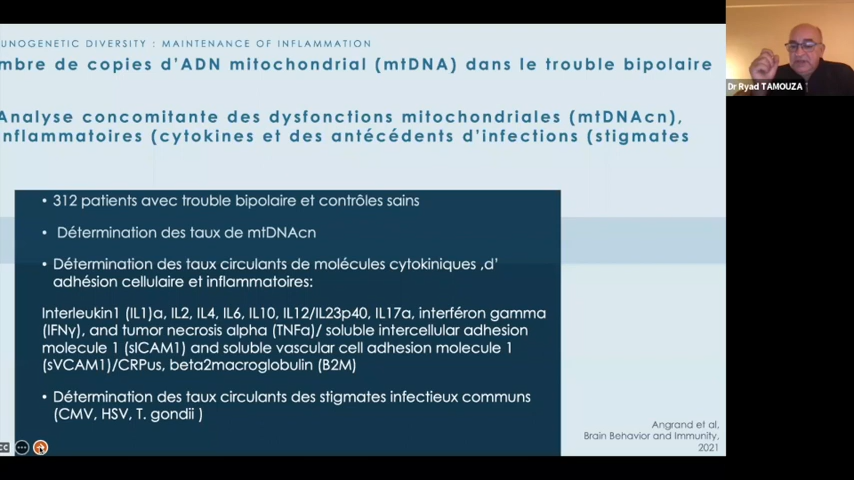 UNOGENETIC DIVERSITY : MAINTENANCE OF INFLAMMATION
mbre de copies d'ADN mitochondrial (mtDNA) dans le trouble bipolaire
Analyse concomitante des dysfonctions mitochondriales (mtDNAcn),
nflammatoires (cytokines et des antécédents d'infections (stigmates
• 312 patients avec trouble bipolaire et contrôles sains
• Détermination des taux de mtDNAcn
• Détermination des taux circulants de molécules cytokiniques ,d'
adhésion cellulaire et inflammatoires:
Interleukin1 (IL1)a, IL2, IL4, IL6, IL10, IL12/IL23p40, IL17a, interféron gamma
(IFNγ), and tumor necrosis alpha (TNFa)/ soluble intercellular adhesion
molecule 1 (sICAM1) and soluble vascular cell adhesion molecule 1
(sVCAM1)/CRPus, beta2macroglobulin (B2M)
• Détermination des taux circulants des stigmates infectieux communs
(CMV, HSV, T. gondii )
Angrand et al,
Brain Behavior and Immunity,
2021
CC
Dr Ryad TAMOUZA